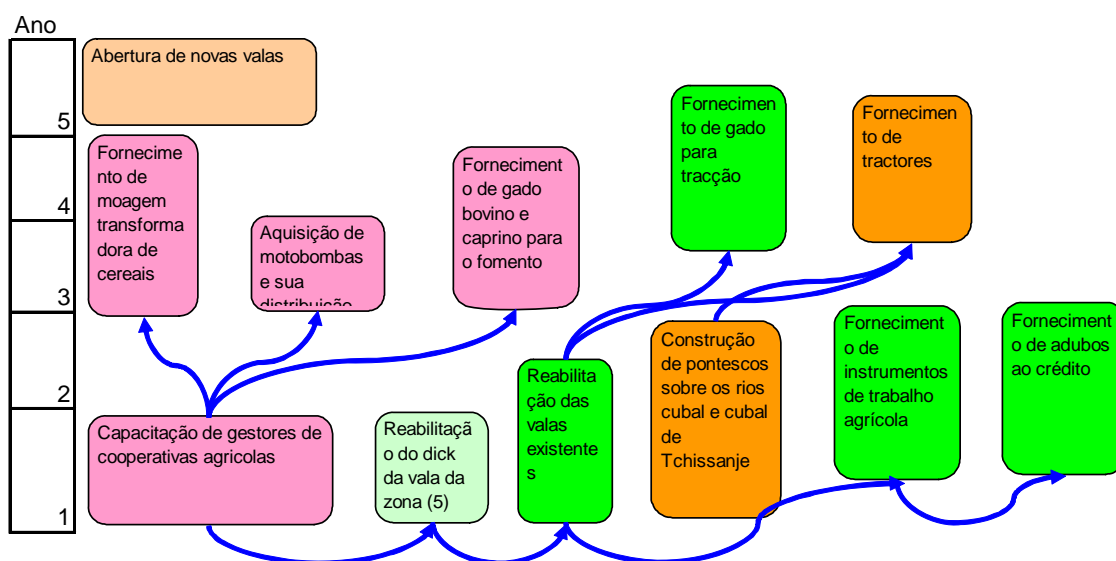 Ano
5
4
3
2
1
Abertura de novas valas
Fornecime
nto de
moagem
transforma
dora de
cereais
Aquisição de
motobombas
e sua
distribuição
Forneciment
o de gado
bovino e
caprino para
o fomento
Fornecimen
to de gado
para
tracção
Fornecimen
to de
tractores
Capacitação de gestores de
cooperativas agricolas
Reabilitaçã
o do dick
da vala da
zona (5)
Reabilita
ção das
valas
existente
s
Construção
de pontescos
sobre os rios
cubal e cubal
de
Tchissanje
Forneciment
o de
instrumentos
de trabalho
agrícola
Forneciment
o de adubos
ao crédito